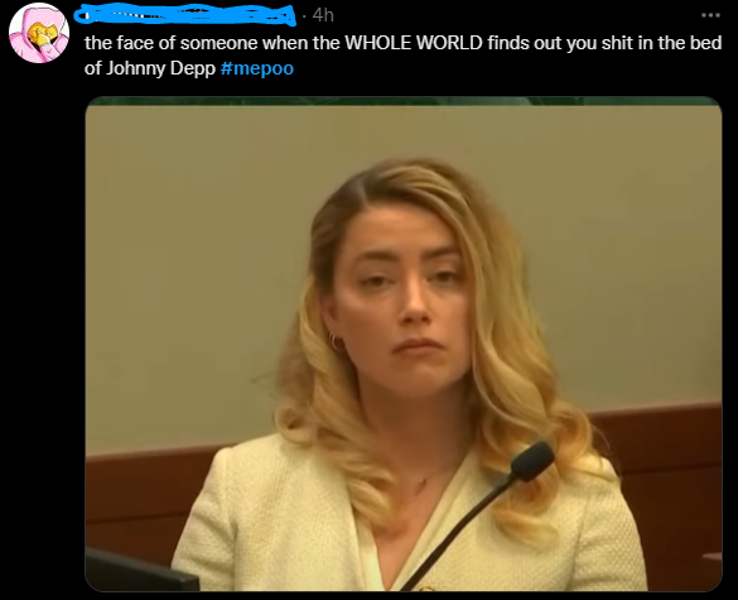 · 4h
the face of someone when the WHOLE WORLD finds out you shit in the bed
of Johnny Depp #mepoo